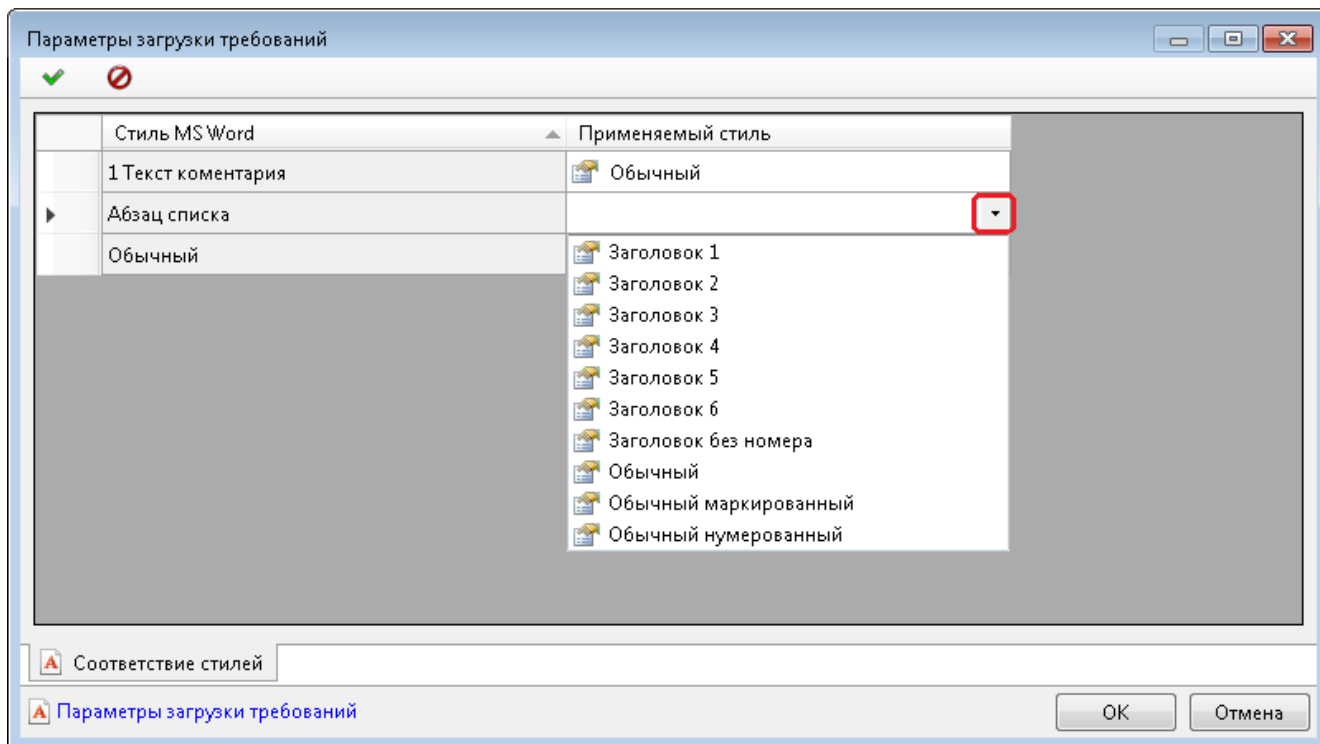 Параметры загрузки требований
Стиль MS Word Применяемый стиль
1 Текст коментария Обычный
Абзац списка
Обычный
Заголовок 1
Заголовок 2
Заголовок 3
Заголовок 4
Заголовок 5
Заголовок 6
Заголовок без номера
Обычный
Обычный маркированный
Обычный нумерованный
Соответствие стилей
Параметры загрузки требований OK Отмена